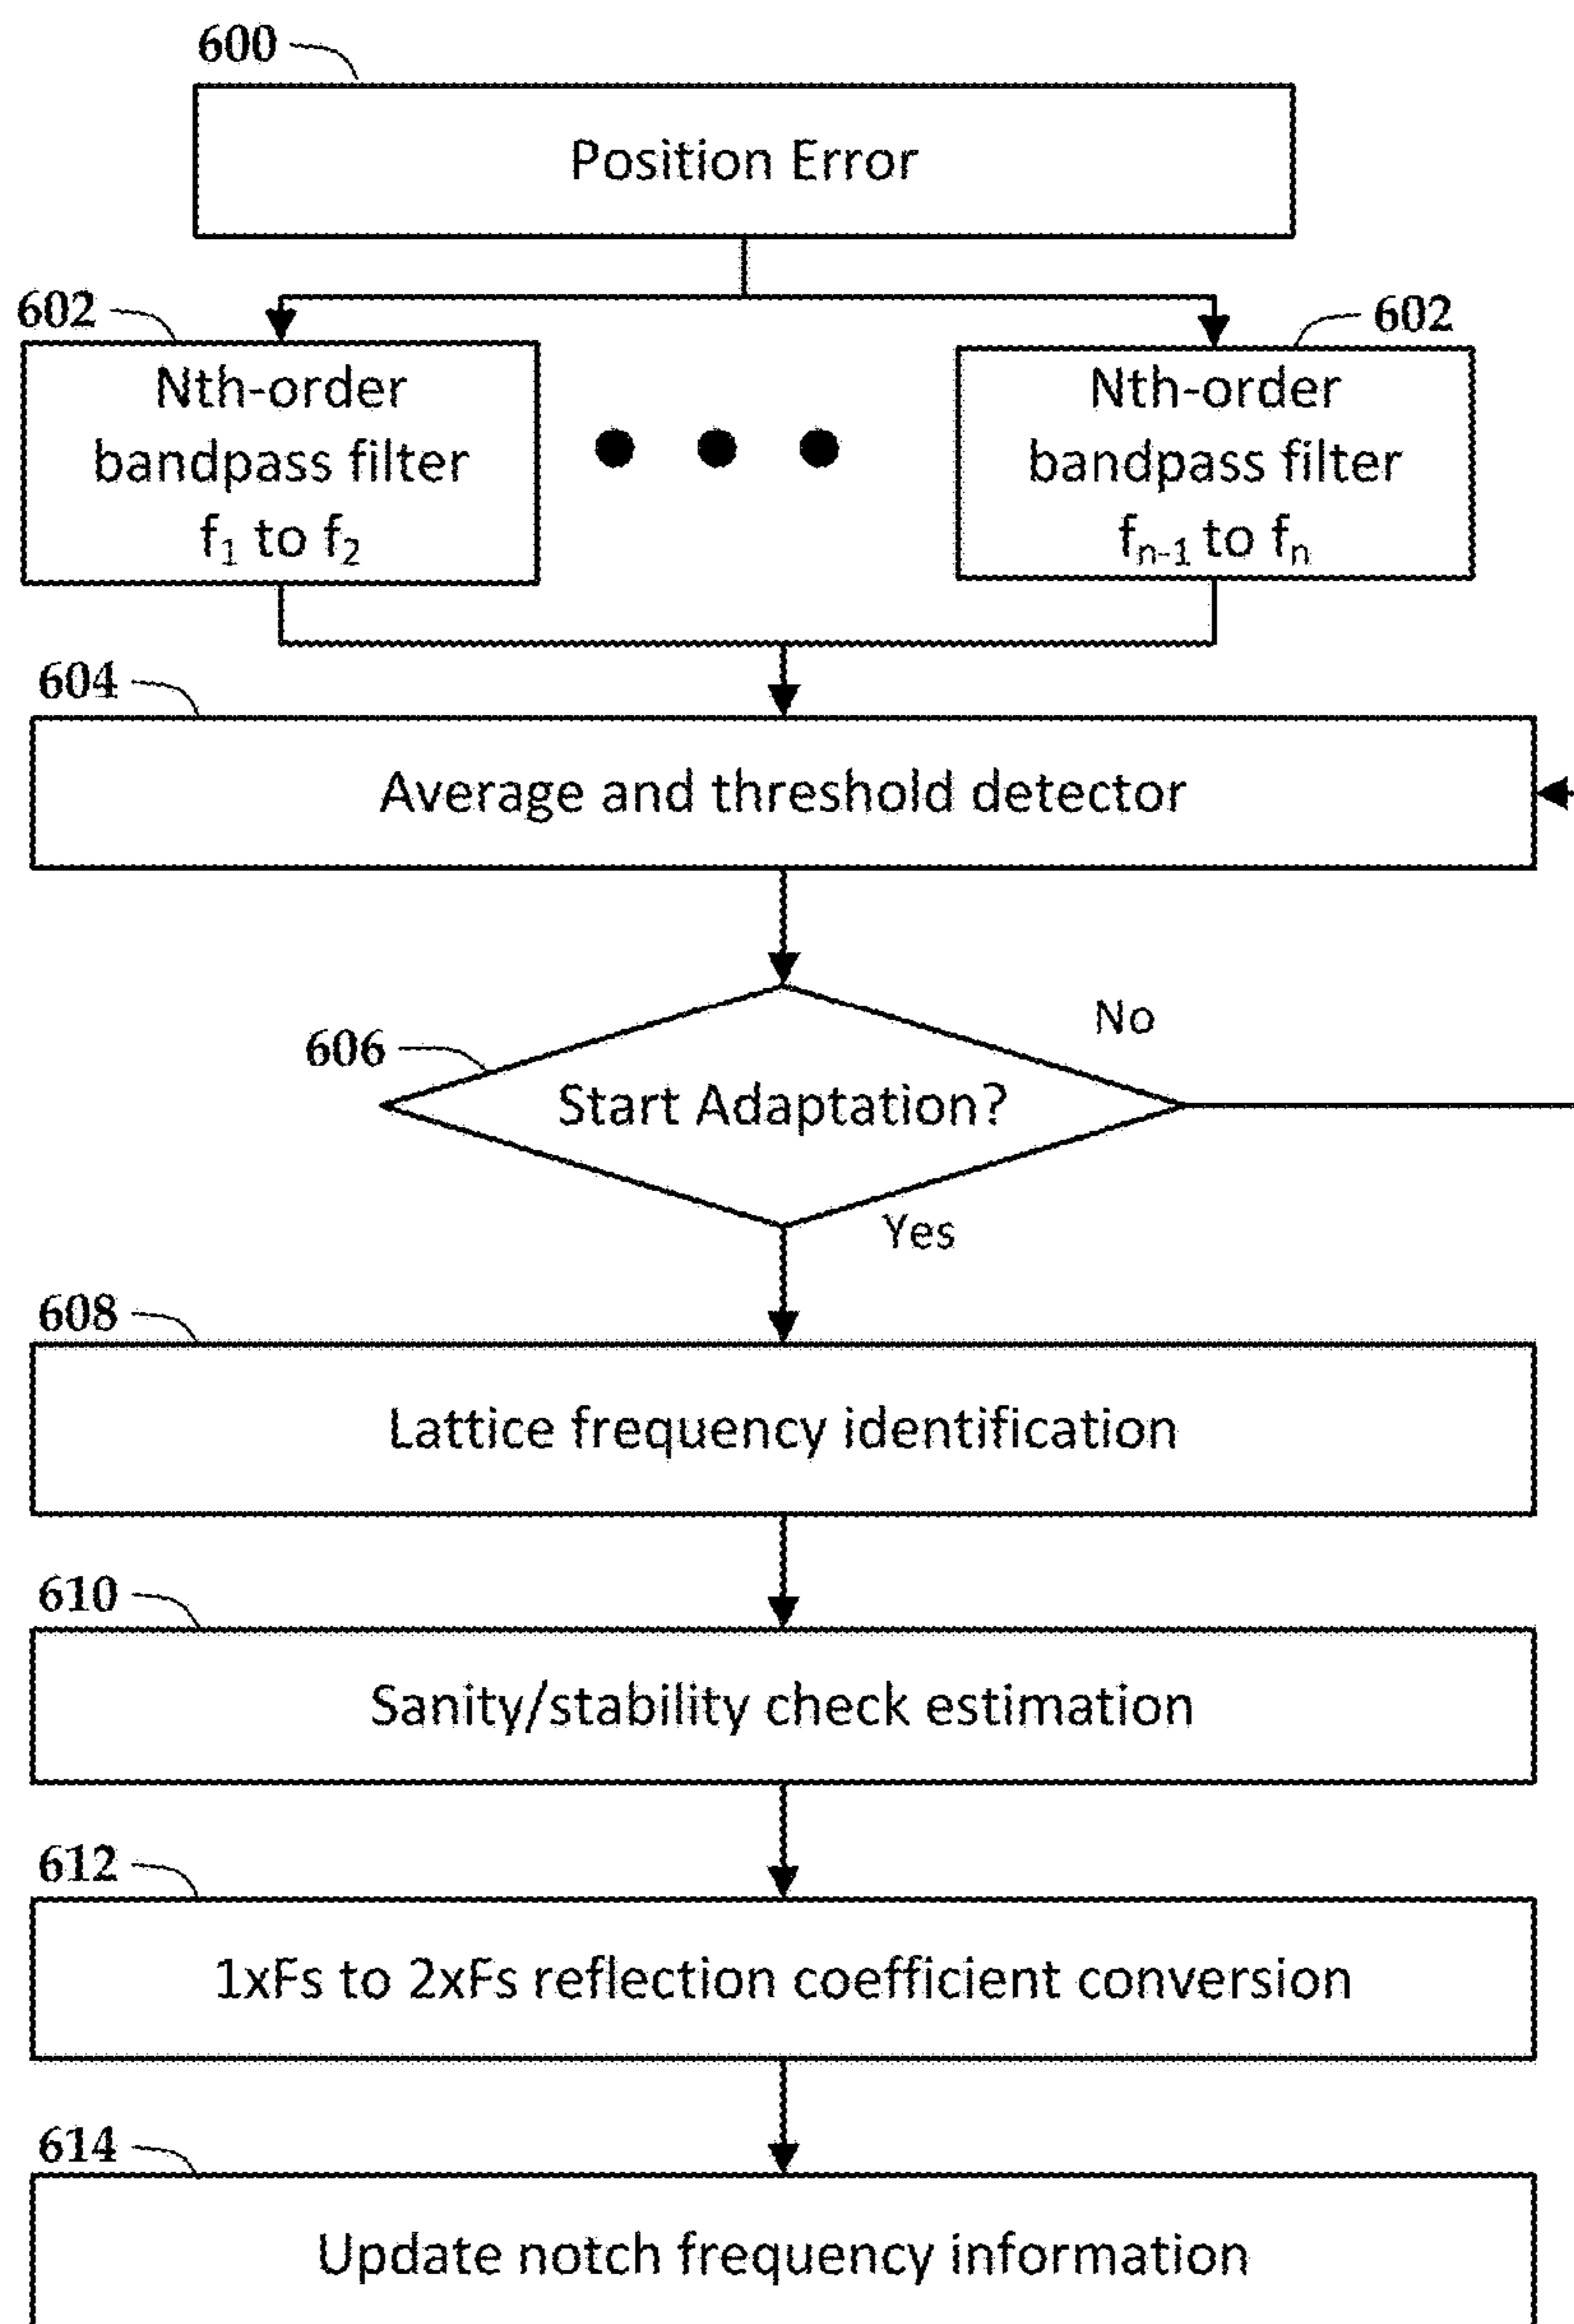 600
Position Error
602
602
Nth-order
bandpass filter
f₁ to f₂
Nth-order
bandpass filter
fₙ₋₁ to fₙ
604
Average and threshold detector
No
606
Start Adaptation?
Yes
608
Lattice frequency identification
610
Sanity/stability check estimation
612
1xFs to 2xFs reflection coefficient conversion
614
Update notch frequency information